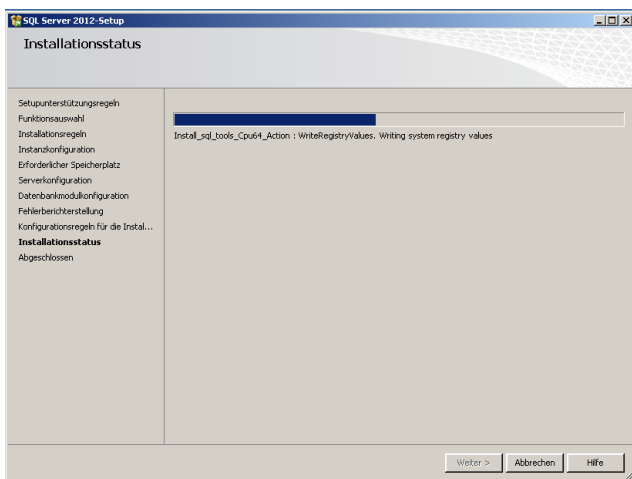 SQL Server 2012-Setup
Installationsstatus
Setupunterstützungsregeln
Funktionsauswahl
Installationsregeln
Instanzkonfiguration
Erforderlicher Speicherplatz
Serverkonfiguration
Datenbankmodulkonfiguration
Fehlerberichterstellung
Konfigurationsregeln für die Instal...
Installationsstatus
Abgeschlossen
Install_sql_tools_Cpu64_Action : WriteRegistryValues. Writing system registry values
Weiter >
Abbrechen
Hilfe